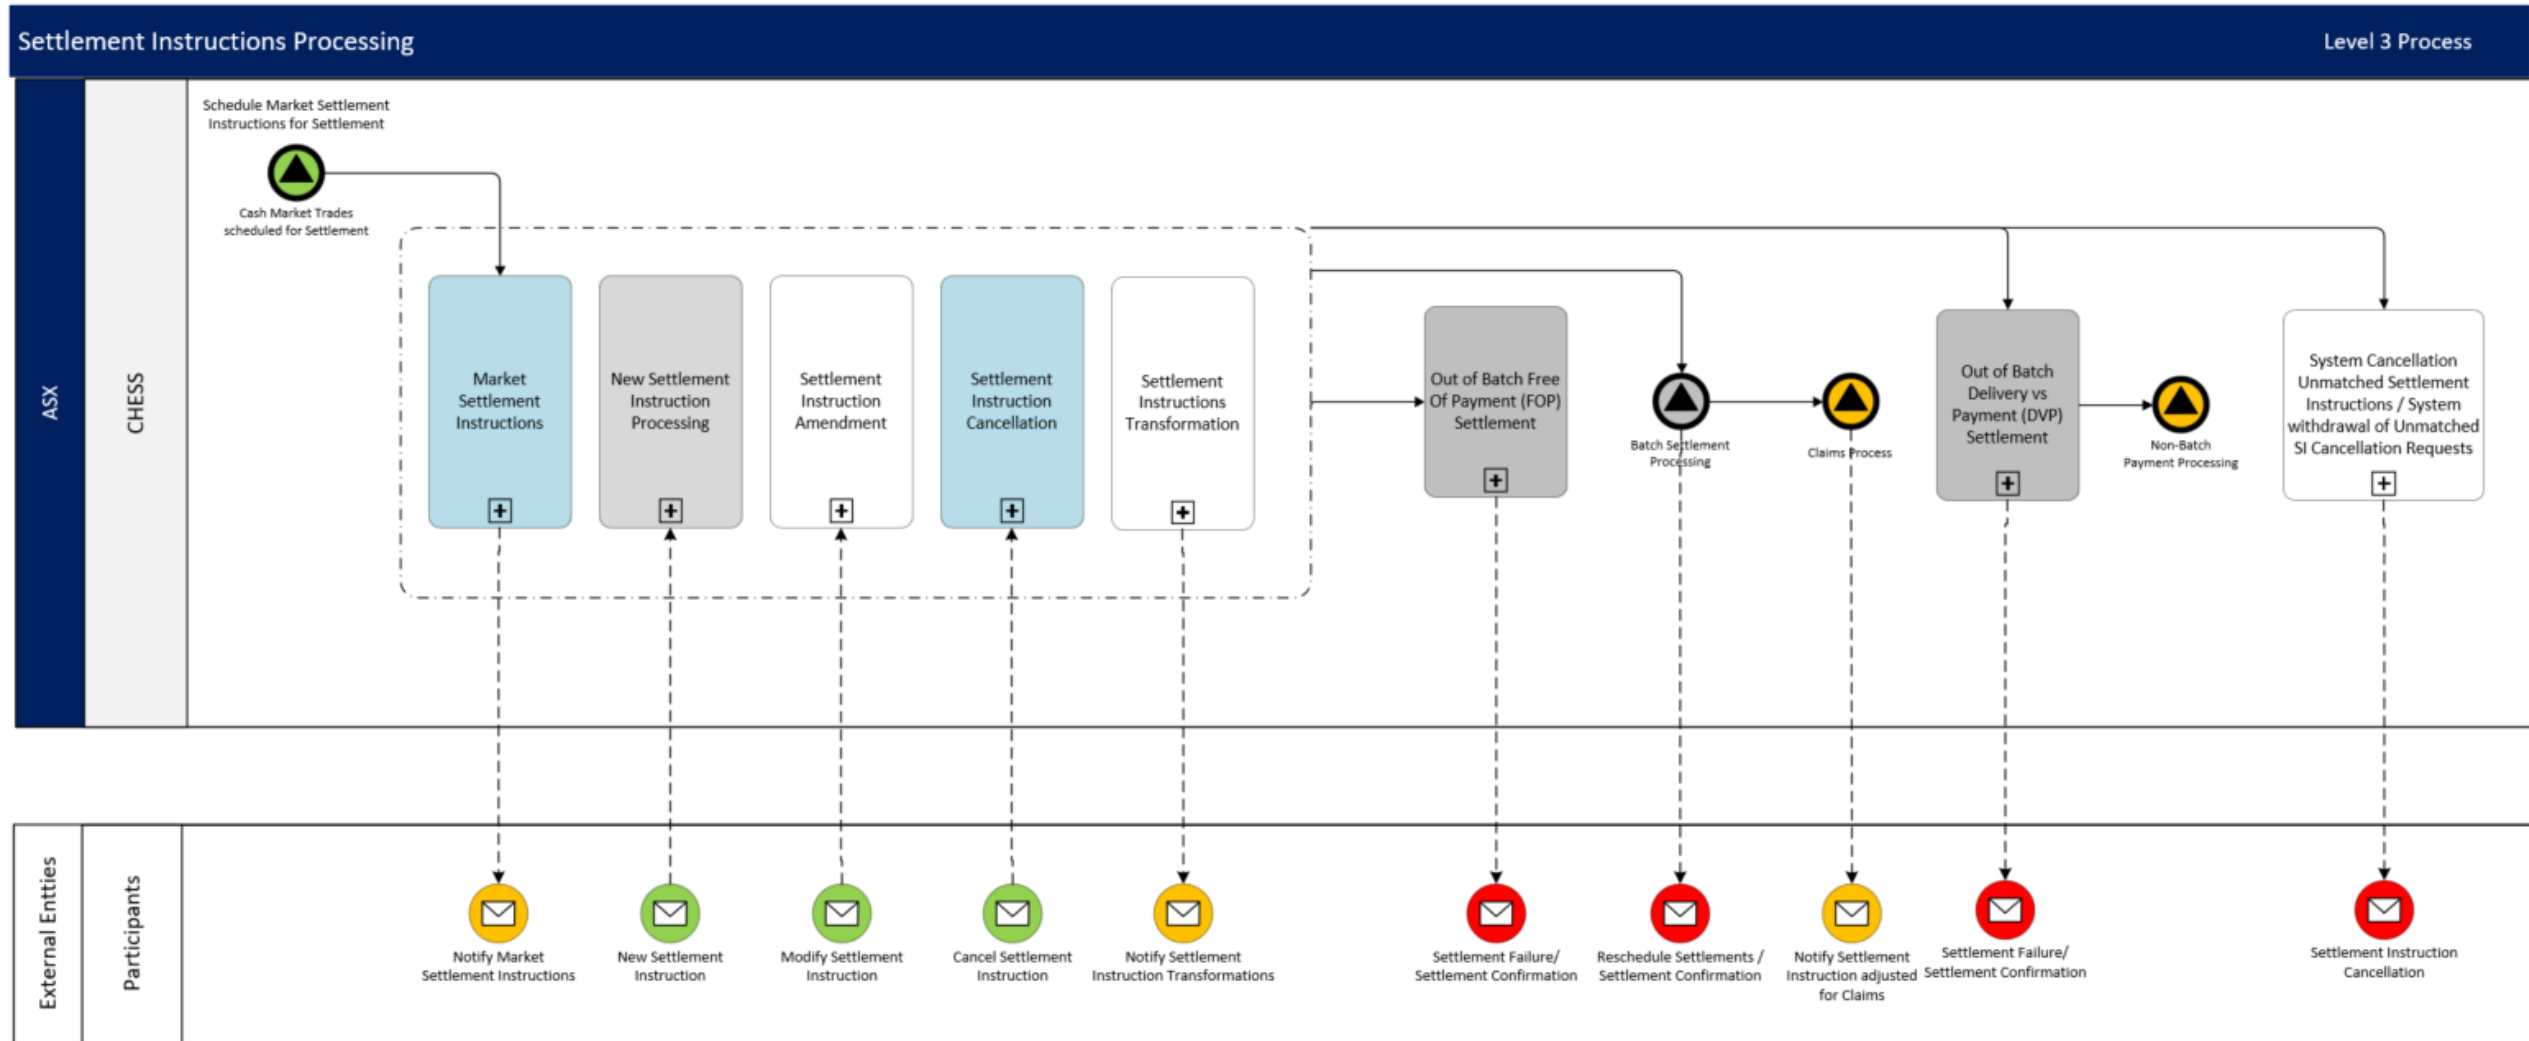 Settlement Instructions Processing
Level 3 Process
ASX
CHESS
Schedule Market Settlement
Instructions for Settlement
Cash Market Trades
scheduled for Settlement
Market
Settlement
Instructions
New Settlement
Instruction
Processing
Settlement
Instruction
Amendment
Settlement
Instruction
Cancellation
Settlement
Instructions
Transformation
Out of Batch Free
Of Payment (FOP)
Settlement
Batch Settlement
Processing
Claims Process
Out of Batch
Delivery vs
Payment (DVP)
Settlement
Non-Batch
Payment Processing
System Cancellation
Unmatched Settlement
Instructions / System
withdrawal of Unmatched
SI Cancellation Requests
External Entties
Participants
Notify Market
Settlement Instructions
New Settlement
Instruction
Modify Settlement
Instruction
Cancel Settlement
Instruction
Notify Settlement
Instruction Transformations
Settlement Failure/
Settlement Confirmation
Reschedule Settlements /
Settlement Confirmation
Notify Settlement
Instruction adjusted
for Claims
Settlement Failure/
Settlement Confirmation
Settlement Instruction
Cancellation